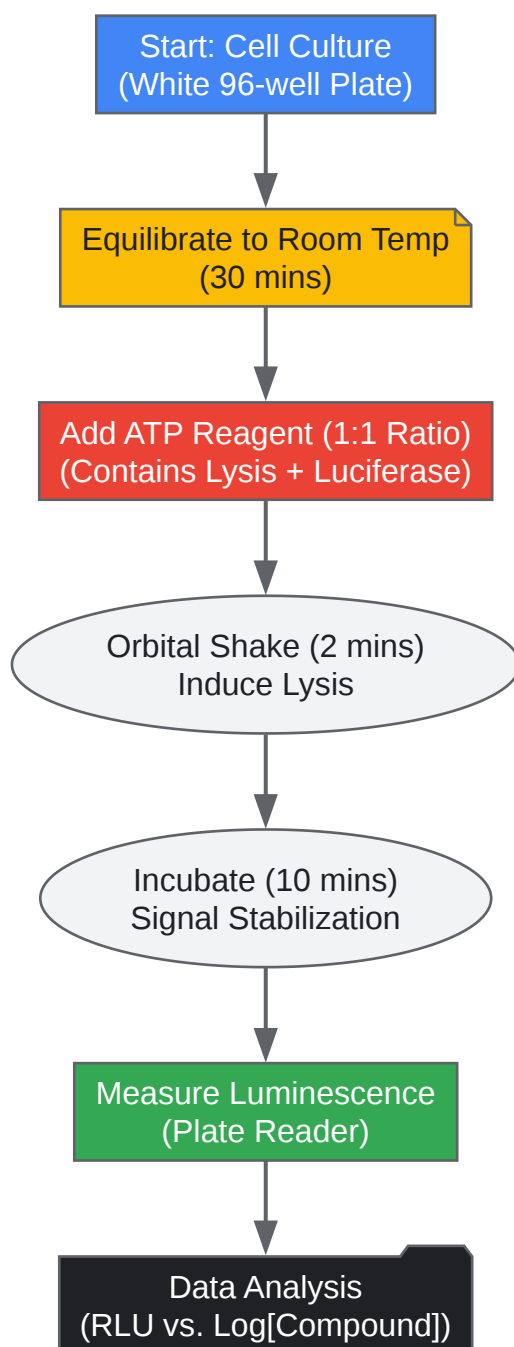 Start: Cell Culture
(White 96-well Plate)
Equilibrate to Room Temp
(30 mins)
Add ATP Reagent (1:1 Ratio)
(Contains Lysis + Luciferase)
Orbital Shake (2 mins)
Induce Lysis
Incubate (10 mins)
Signal Stabilization
Measure Luminescence
(Plate Reader)
Data Analysis
(RLU vs. Log[Compound])